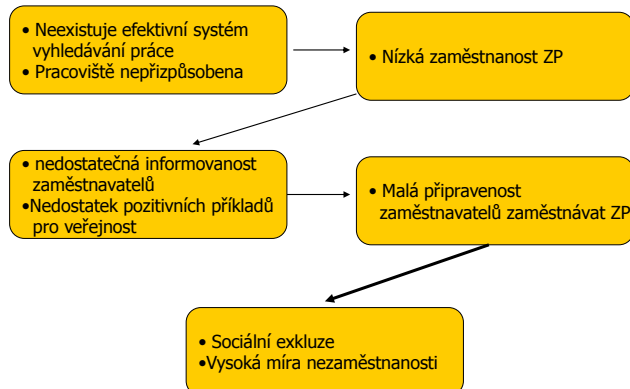 • Neexistuje efektivní systém
vyhledávání práce
• Pracoviště nepřizpůsobena
• Nízká zaměstnanost ZP
• nedostatečná informovanost
zaměstnavatelů
•Nedostatek pozitivních příkladů
pro veřejnost
• Malá připravenost
zaměstnavatelů zaměstnávat ZP
• Sociální exkluze
•Vysoká míra nezaměstnanosti